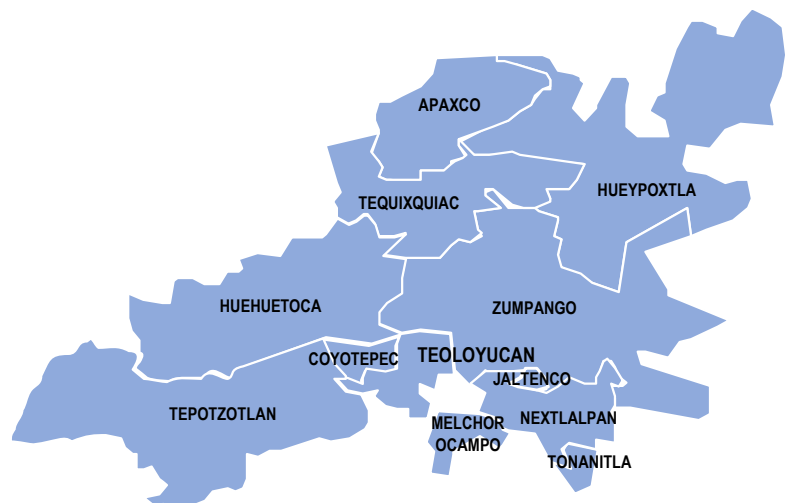 APAXCO
HUEYPOXTLA
TEQUIXQUIAC
HUEHUETOCA
ZUMPANGO
COYOTEPEC
TEOLOYUCAN
JALTENCO
TEPOTZOTLAN
MELCHOR
OCAMPO
NEXTLALPAN
TONANITLA